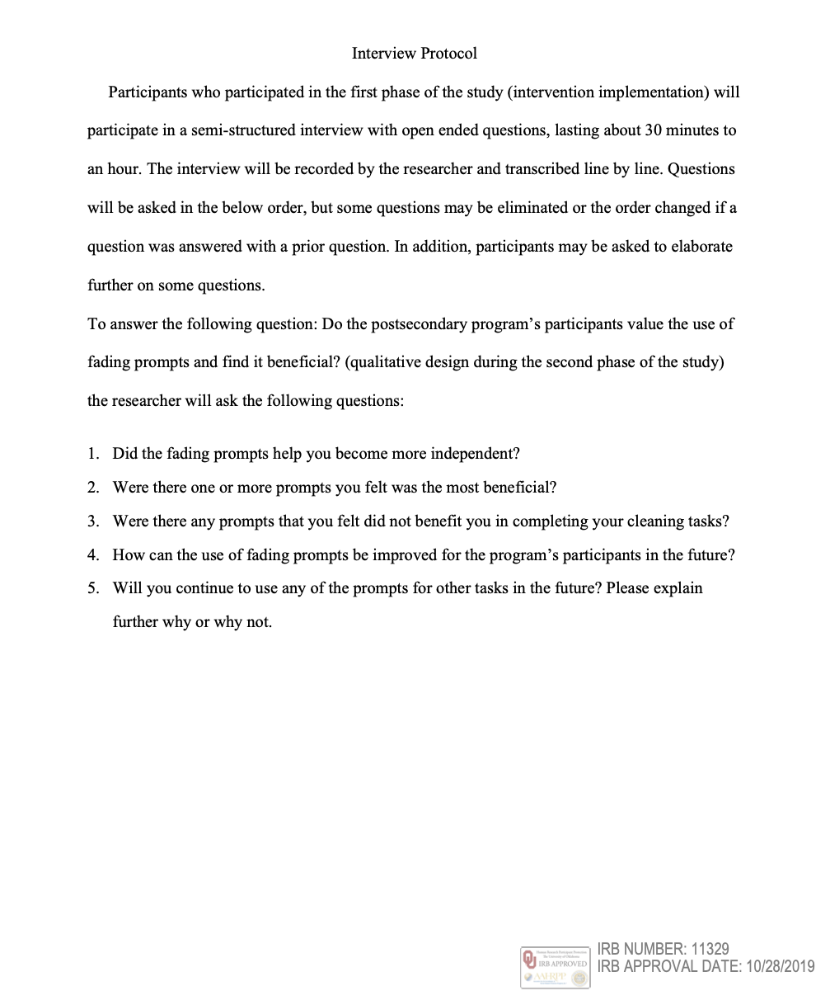 Interview Protocol
Participants who participated in the first phase of the study (intervention implementation) will
participate in a semi-structured interview with open ended questions, lasting about 30 minutes to
an hour. The interview will be recorded by the researcher and transcribed line by line. Questions
will be asked in the below order, but some questions may be eliminated or the order changed if a
question was answered with a prior question. In addition, participants may be asked to elaborate
further on some questions.
To answer the following question: Do the postsecondary program’s participants value the use of
fading prompts and find it beneficial? (qualitative design during the second phase of the study)
the researcher will ask the following questions:
1. Did the fading prompts help you become more independent?
2. Were there one or more prompts you felt was the most beneficial?
3. Were there any prompts that you felt did not benefit you in completing your cleaning tasks?
4. How can the use of fading prompts be improved for the program’s participants in the future?
5. Will you continue to use any of the prompts for other tasks in the future? Please explain
further why or why not.
Human Research Participant Protection
The University of Oklahoma
IRB APPROVED
AAHRPP
IRB NUMBER: 11329
IRB APPROVAL DATE: 10/28/2019